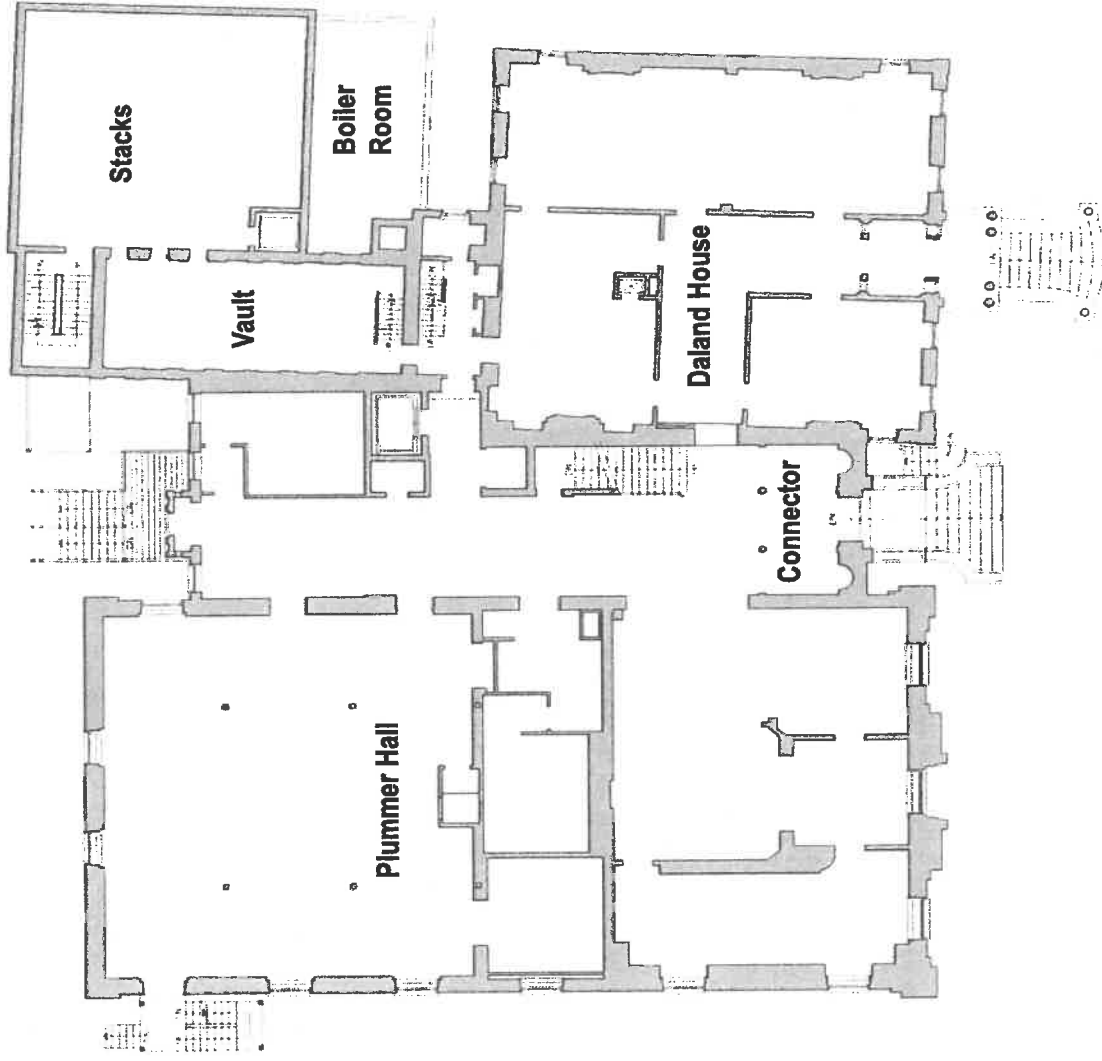 Stacks
Boiler
Room
Vault
Daland House
Connector
Plummer Hall